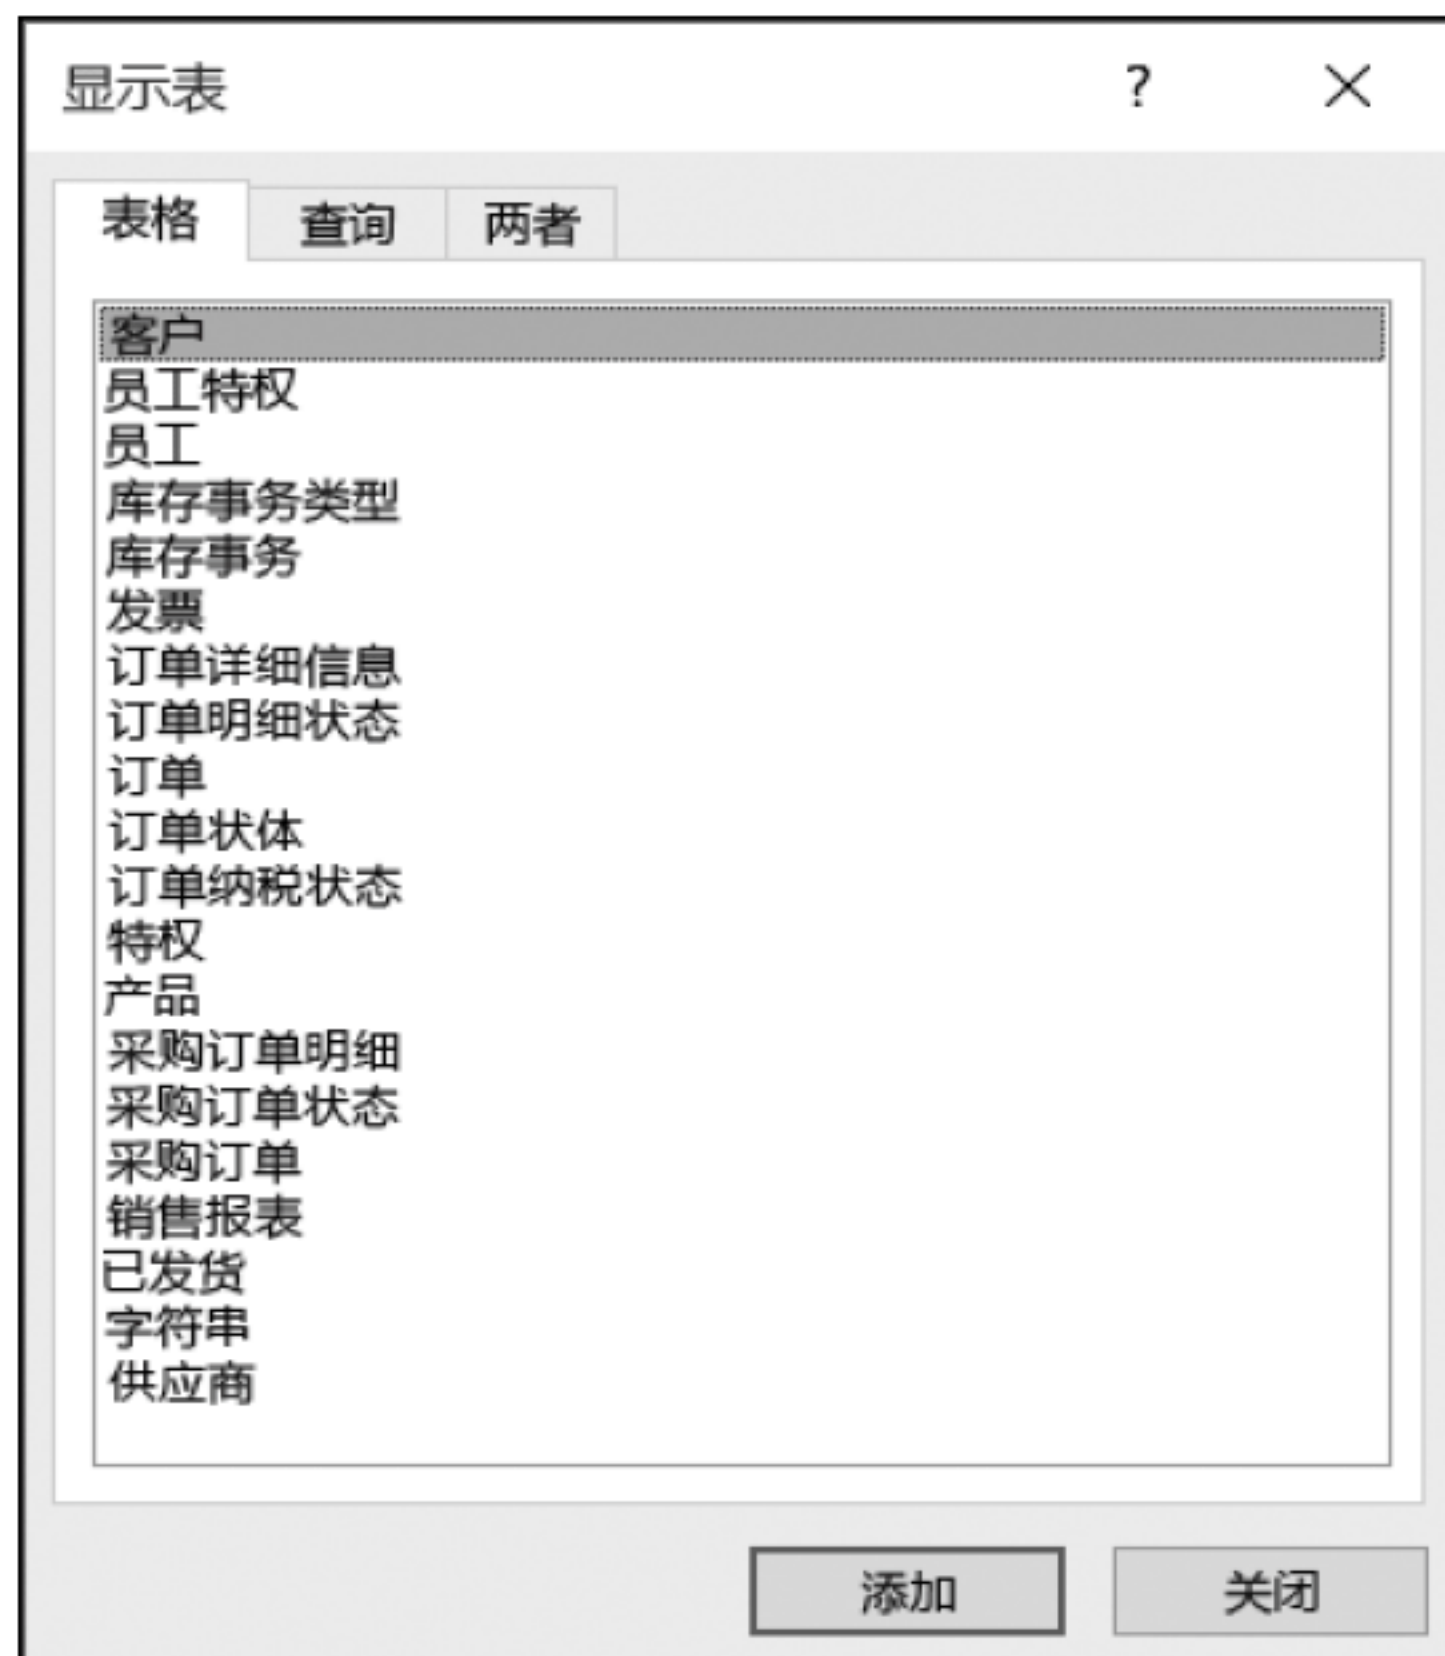 显示表 ? ×
表格 查询 两者
客户
员工特权
员工
库存事务类型
库存事务
发票
订单详细信息
订单明细状态
订单
订单状体
订单纳税状态
特权
产品
采购订单明细
采购订单状态
采购订单
销售报表
已发货
字符串
供应商
添加 关闭